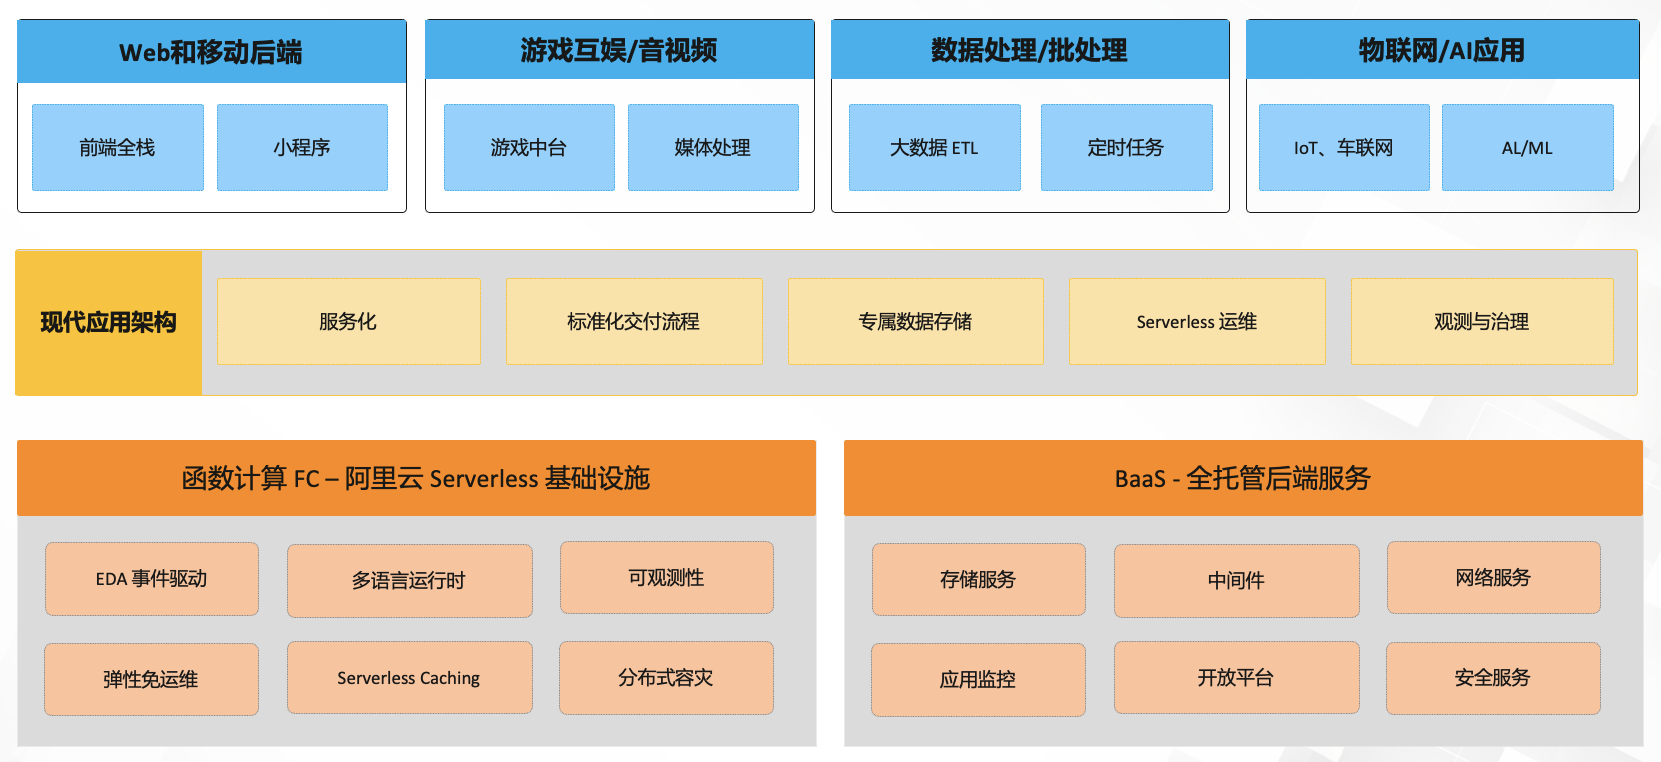 Web和移动后端
前端全栈
小程序
游戏互娱/音视频
游戏中台
媒体处理
数据处理/批处理
大数据 ETL
定时任务
物联网/AI应用
IoT、车联网
AL/ML
现代应用架构
服务化
标准化交付流程
专属数据存储
Serverless 运维
观测与治理
函数计算 FC – 阿里云 Serverless 基础设施
EDA 事件驱动
多语言运行时
可观测性
弹性免运维
Serverless Caching
分布式容灾
BaaS - 全托管后端服务
存储服务
中间件
网络服务
应用监控
开放平台
安全服务